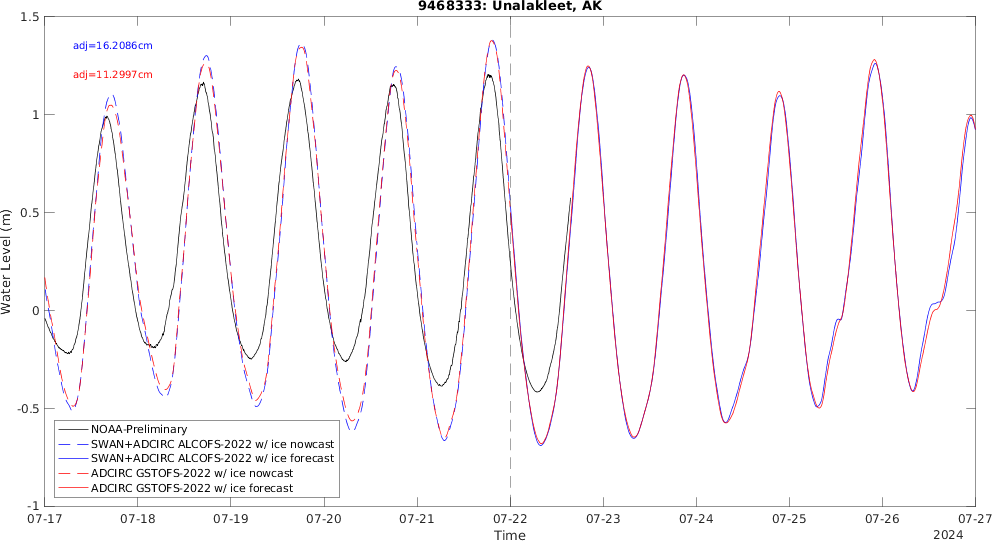 9468333: Unalakleet, AK
adj=16.2086cm
adj=11.2997cm
Water Level (m)
1.5
1
0.5
0
-0.5
-1
NOAA-Preliminary
SWAN+ADCIRC ALCOFS-2022 w/ ice nowcast
SWAN+ADCIRC ALCOFS-2022 w/ ice forecast
ADCIRC GSTOFS-2022 w/ ice nowcast
ADCIRC GSTOFS-2022 w/ ice forecast
07-17 07-18 07-19 07-20 07-21 07-22 07-23 07-24 07-25 07-26 07-27
Time
2024